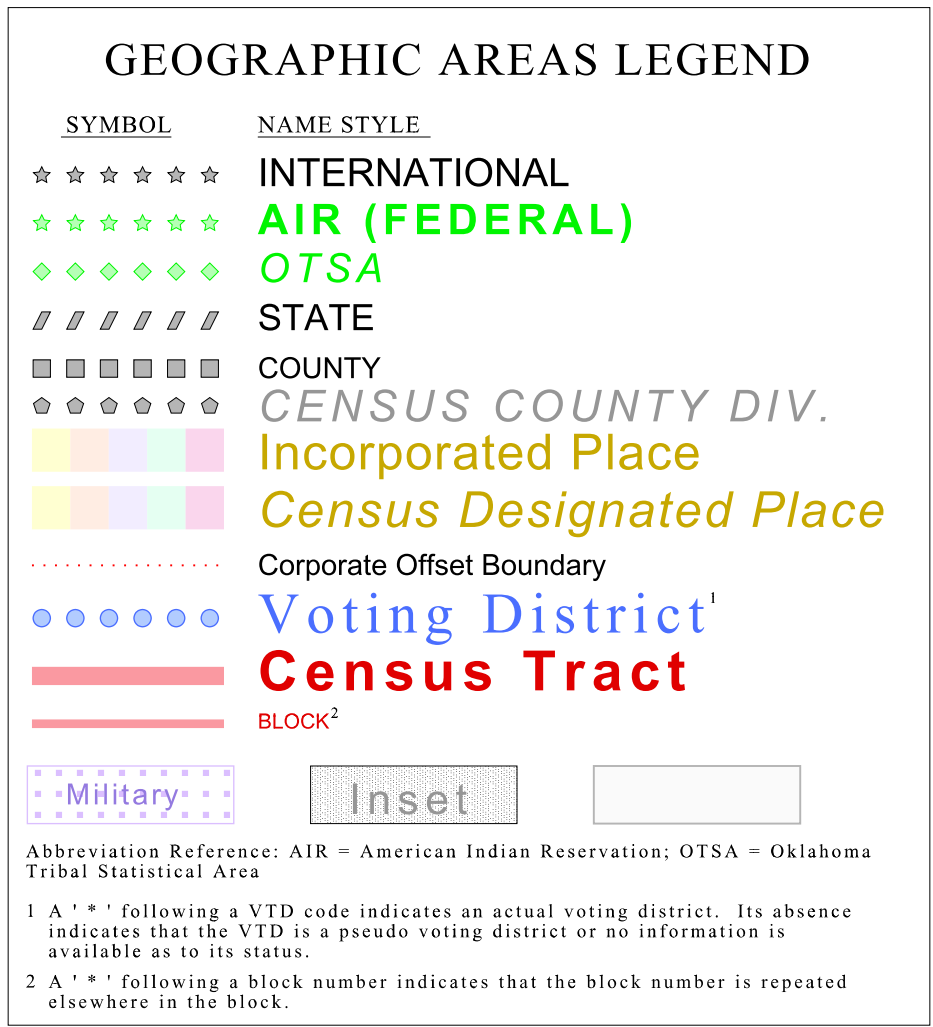 GEOGRAPHIC AREAS LEGEND
SYMBOL NAME STYLE
INTERNATIONAL
AIR (FEDERAL)
OTSA
STATE
COUNTY
CENSUS COUNTY DIV.
Incorporated Place
Census Designated Place
Corporate Offset Boundary
Voting District¹
Census Tract
BLOCK²
Military Inset
Abbreviation Reference: AIR = American Indian Reservation; OTSA = Oklahoma
Tribal Statistical Area
1 A ' * ' following a VTD code indicates an actual voting district. Its absence
indicates that the VTD is a pseudo voting district or no information is
available as to its status.
2 A ' * ' following a block number indicates that the block number is repeated
elsewhere in the block.